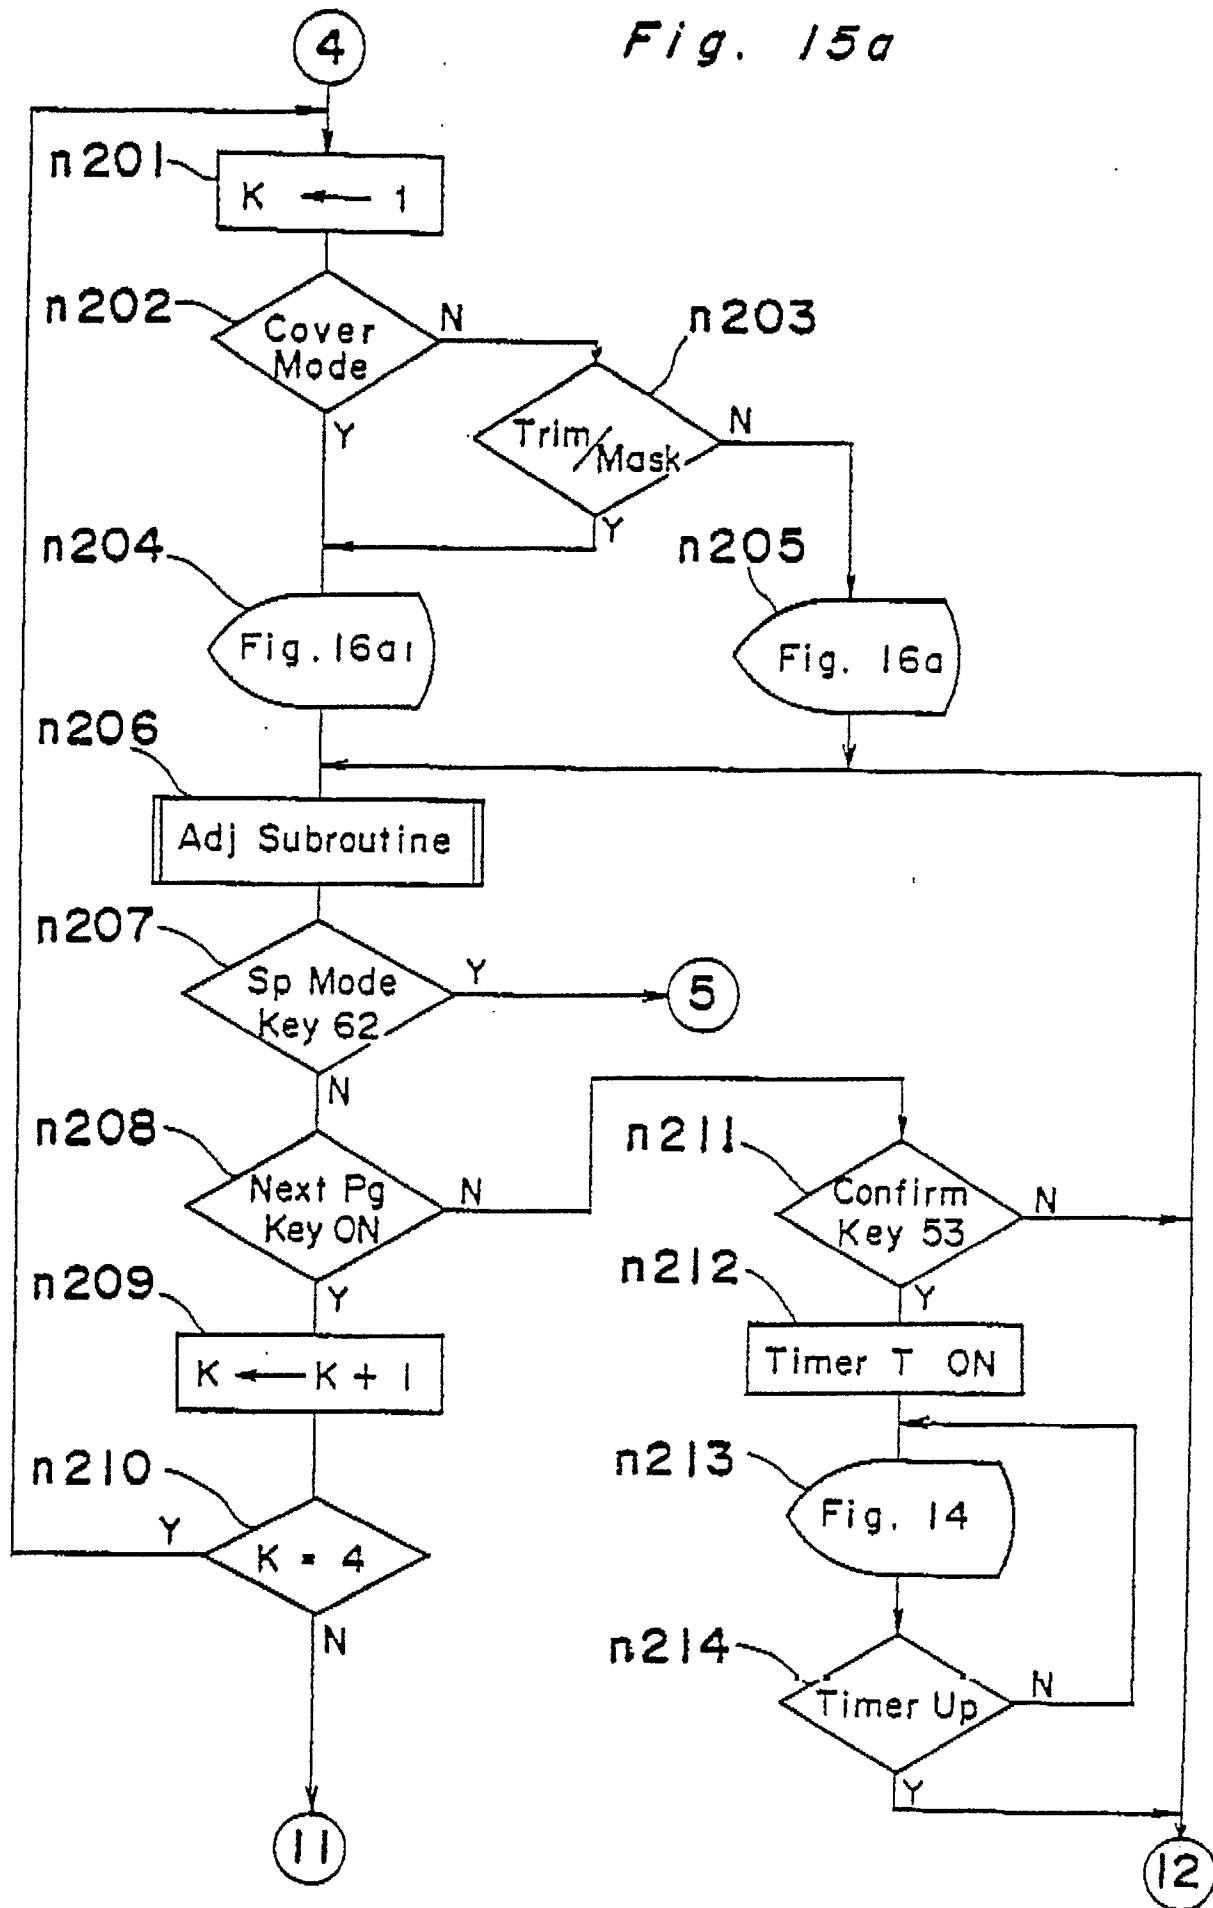 Fig. 15a
4
n201
K ← 1
n202
Cover
Mode
N
Y
n203
Trim/Mask
N
Y
n204
Fig. 16a1
n205
Fig. 16a
n206
Adj Subroutine
n207
Sp Mode
Key 62
Y
5
N
n208
Next Pg
Key ON
N
Y
n211
Confirm
Key 53
N
Y
n209
K ← K + 1
n212
Timer T ON
n210
K = 4
Y
N
n213
Fig. 14
n214
Timer Up
N
Y
11
12